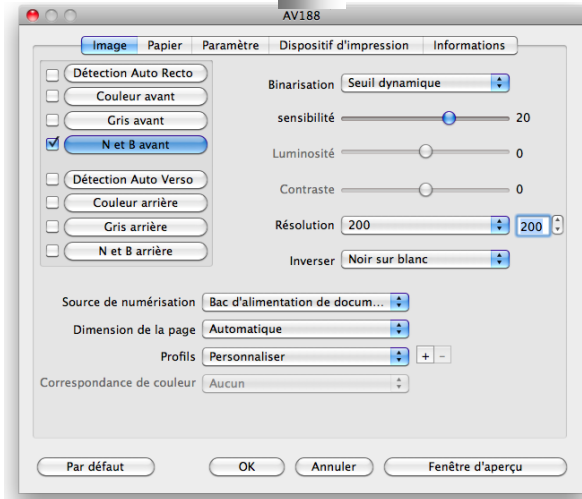 AV188
Image Papier Paramètre Dispositif d'impression Informations
Détection Auto Recto
Couleur avant
Gris avant
N et B avant
Détection Auto Verso
Couleur arrière
Gris arrière
N et B arrière
Binarisation Seuil dynamique
sensibilité 20
Luminosité 0
Contraste 0
Résolution 200 200
Inverser Noir sur blanc
Source de numérisation Bac d'alimentation de docum...
Dimension de la page Automatique
Profils Personnaliser + -
Correspondance de couleur Aucun
Par défaut OK Annuler Fenêtre d'aperçu